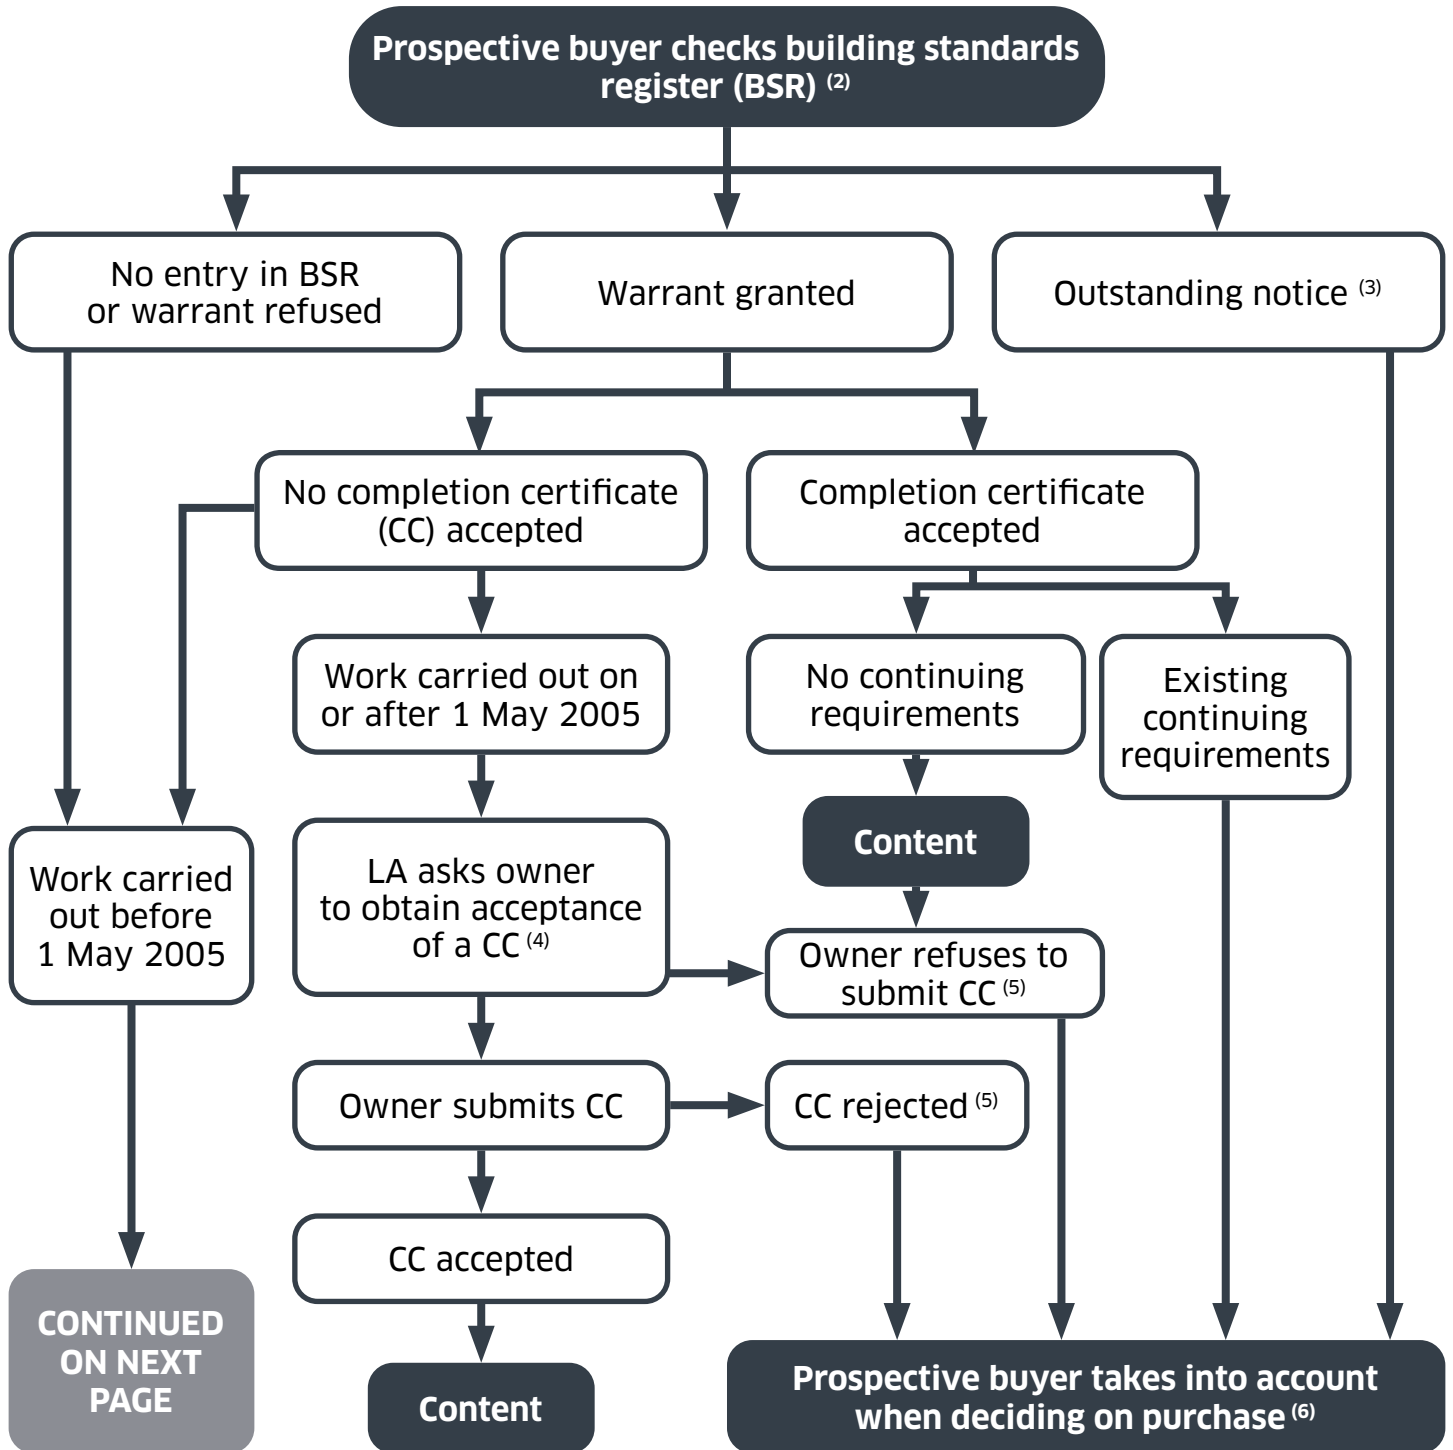 Prospective buyer checks building standards
register (BSR) (2)
No entry in BSR
or warrant refused
Warrant granted
Outstanding notice (3)
No completion certificate
(CC) accepted
Completion certificate
accepted
Work carried out on
or after 1 May 2005
No continuing
requirements
Existing
continuing
requirements
Content
Work carried
out before
1 May 2005
LA asks owner
to obtain acceptance
of a CC (4)
Owner refuses to
submit CC (5)
Owner submits CC
CC rejected (5)
CC accepted
CONTINUED
ON NEXT
PAGE
Content
Prospective buyer takes into account
when deciding on purchase (6)